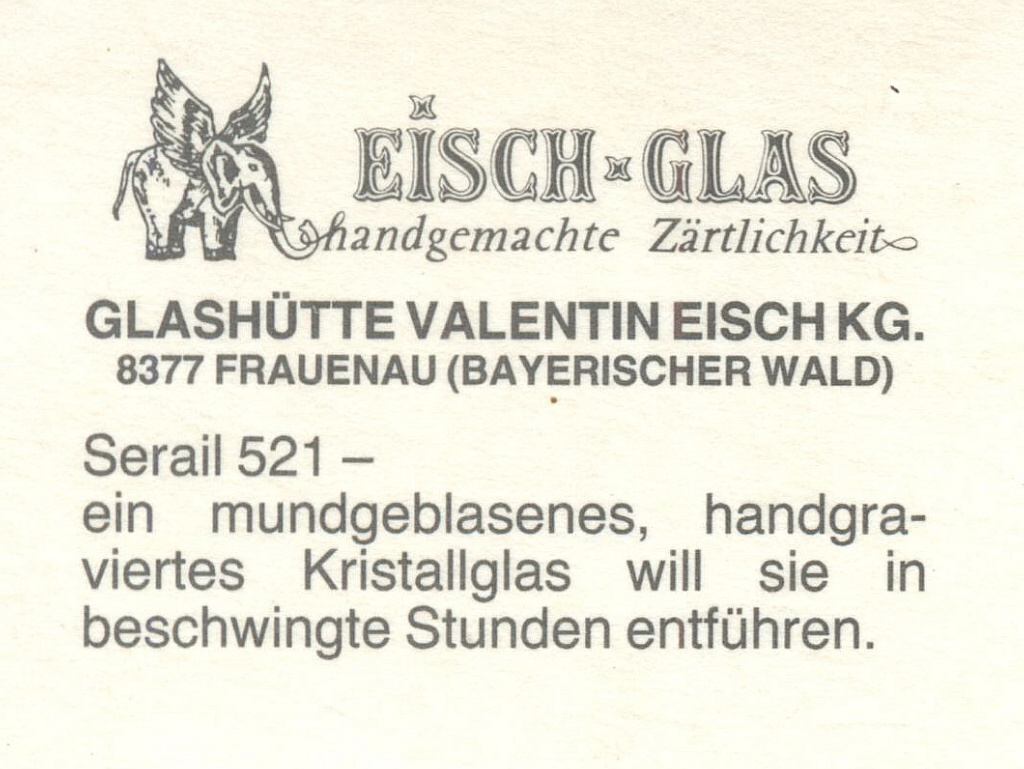 EISCH-GLAS
handgemachte Zärtlichkeit
GLASHÜTTE VALENTIN EISCH KG.
8377 FRAUENAU (BAYERISCHER WALD)
Serail 521 –
ein mundgeblasenes, handgra-
viertes Kristallglas will sie in
beschwingte Stunden entführen.